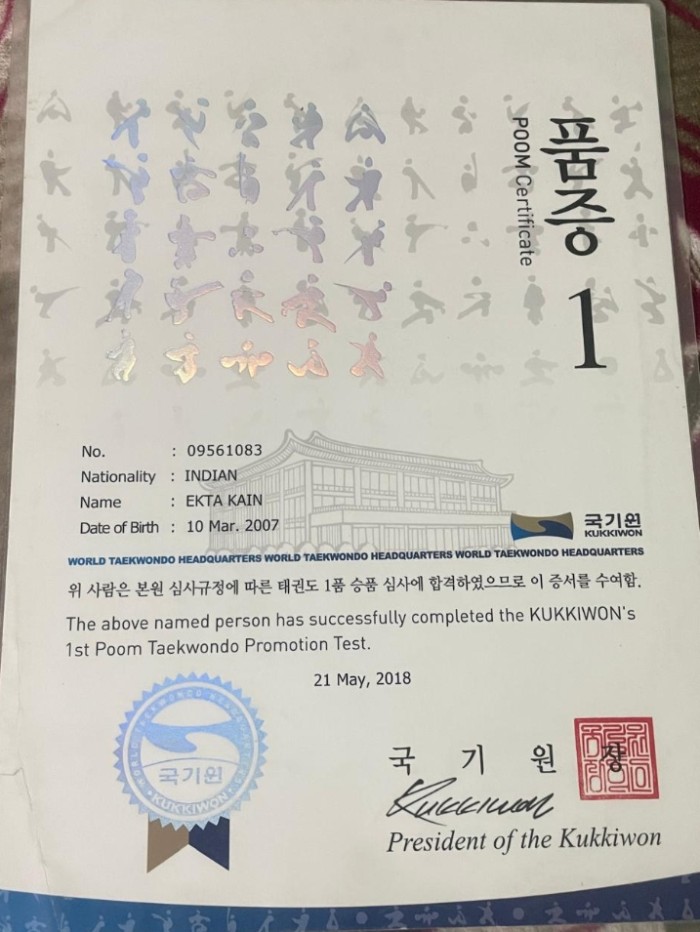 품증
POOM Certificate
1
No. : 09561083
Nationality : INDIAN
Name : EKTA KAIN
Date of Birth : 10 Mar. 2007
국기원
KUKKIWON
WORLD TAEKWONDO HEADQUARTERS WORLD TAEKWONDO HEADQUARTERS WORLD TAEKWONDO HEADQUARTERS
위 사람은 본원 심사규정에 따른 태권도 1품 승품 심사에 합격하였으므로 이 증서를 수여함.
The above named person has successfully completed the KUKKIWON's
1st Poom Taekwondo Promotion Test.
21 May, 2018
WORLD TAEKWONDO HEADQUARTERS
국기원
KUKKIWON
국 기 원 장
Kukkiwon
President of the Kukkiwon